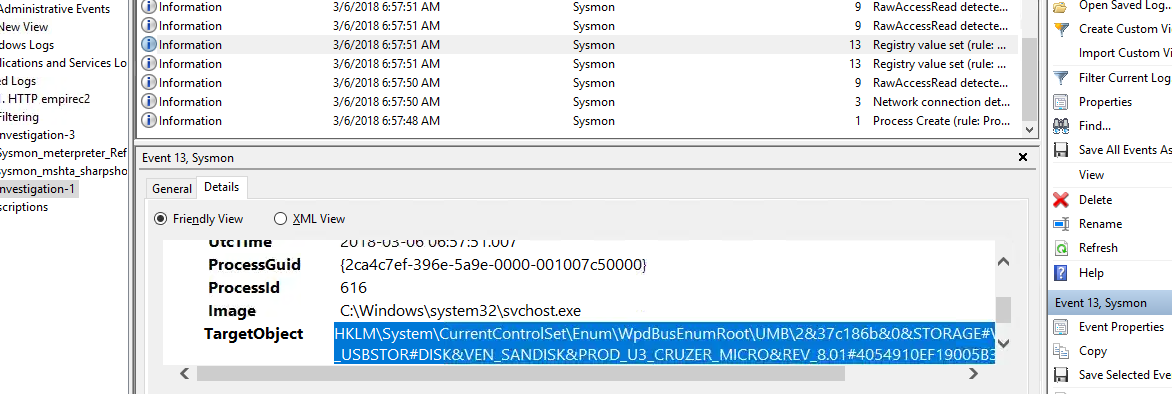 Administrative Events
New View
dows Logs
lications and Services Lo
ed Logs
. HTTP empirec2
Filtering
nvestigation-3
Sysmon_meterpreter_Ref
sysmon_mshta_sharpsho
nvestigation-1
scriptions
Information 3/6/2018 6:57:51 AM Sysmon 9 RawAccessRead detecte...
Information 3/6/2018 6:57:51 AM Sysmon 9 RawAccessRead detecte...
Information 3/6/2018 6:57:51 AM Sysmon 13 Registry value set (rule: ...
Information 3/6/2018 6:57:51 AM Sysmon 13 Registry value set (rule: ...
Information 3/6/2018 6:57:50 AM Sysmon 9 RawAccessRead detecte...
Information 3/6/2018 6:57:50 AM Sysmon 3 Network connection det...
Information 3/6/2018 6:57:48 AM Sysmon 1 Process Create (rule: Pro...
Event 13, Sysmon
General Details
Friendly View XML View
UtcTime 2018-03-06 06:57:51.007
ProcessGuid {2ca4c7ef-396e-5a9e-0000-001007c50000}
ProcessId 616
Image C:\Windows\system32\svchost.exe
TargetObject HKLM\System\CurrentControlSet\Enum\WpdBusEnumRoot\UMB\2&37c186b&0&STORAGE#
_USBSTOR#DISK&VEN_SANDISK&PROD_U3_CRUZER_MICRO&REV_8.01#4054910EF19005B3
Open Saved Log...
Create Custom Vi
Import Custom Vi
Filter Current Log
Properties
Find...
Save All Events As
View
Delete
Rename
Refresh
Help
Event 13, Sysmon
Event Properties
Copy
Save Selected Eve